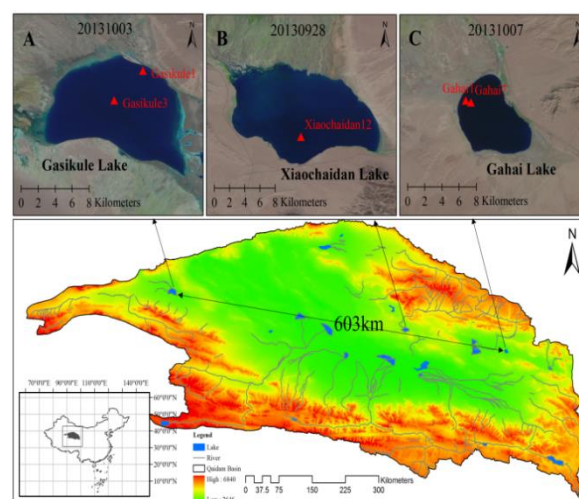 A
20131003
N
Gasikule1
Gasikule3
Gasikule Lake
0 2 4 6 8 Kilometers
B
20130928
N
Xiaochaidan12
Xiaochaidan Lake
0 2 4 6 8 Kilometers
C
20131007
N
Gahai1
Gahai Lake
0 2 4 6 8 Kilometers
N
603km
70°0'0"E 90°0'0"E 110°0'0"E 140°0'0"E
60°0'0"N
50°0'0"N
40°0'0"N
30°0'0"N
20°0'0"N
10°0'0"N
Legend
Lake
River
Qaidam Basin
Kilometers
0 37.5 75 150 225 300